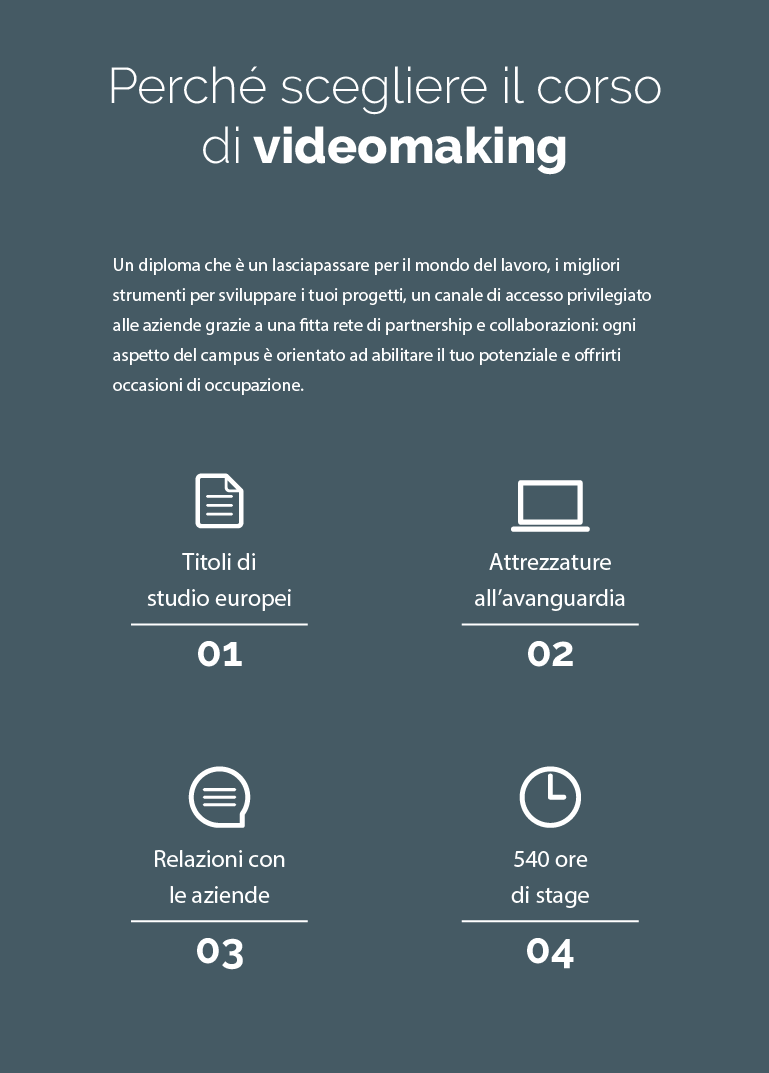 Perché scegliere il corso
di videomaking
Un diploma che è un lasciapassare per il mondo del lavoro, i migliori
strumenti per sviluppare i tuoi progetti, un canale di accesso privilegiato
alle aziende grazie a una fitta rete di partnership e collaborazioni: ogni
aspetto del campus è orientato ad abilitare il tuo potenziale e offrirti
occasioni di occupazione.
Titoli di
studio europei
01
Attrezzature
all’avanguardia
02
Relazioni con
le aziende
03
540 ore
di stage
04